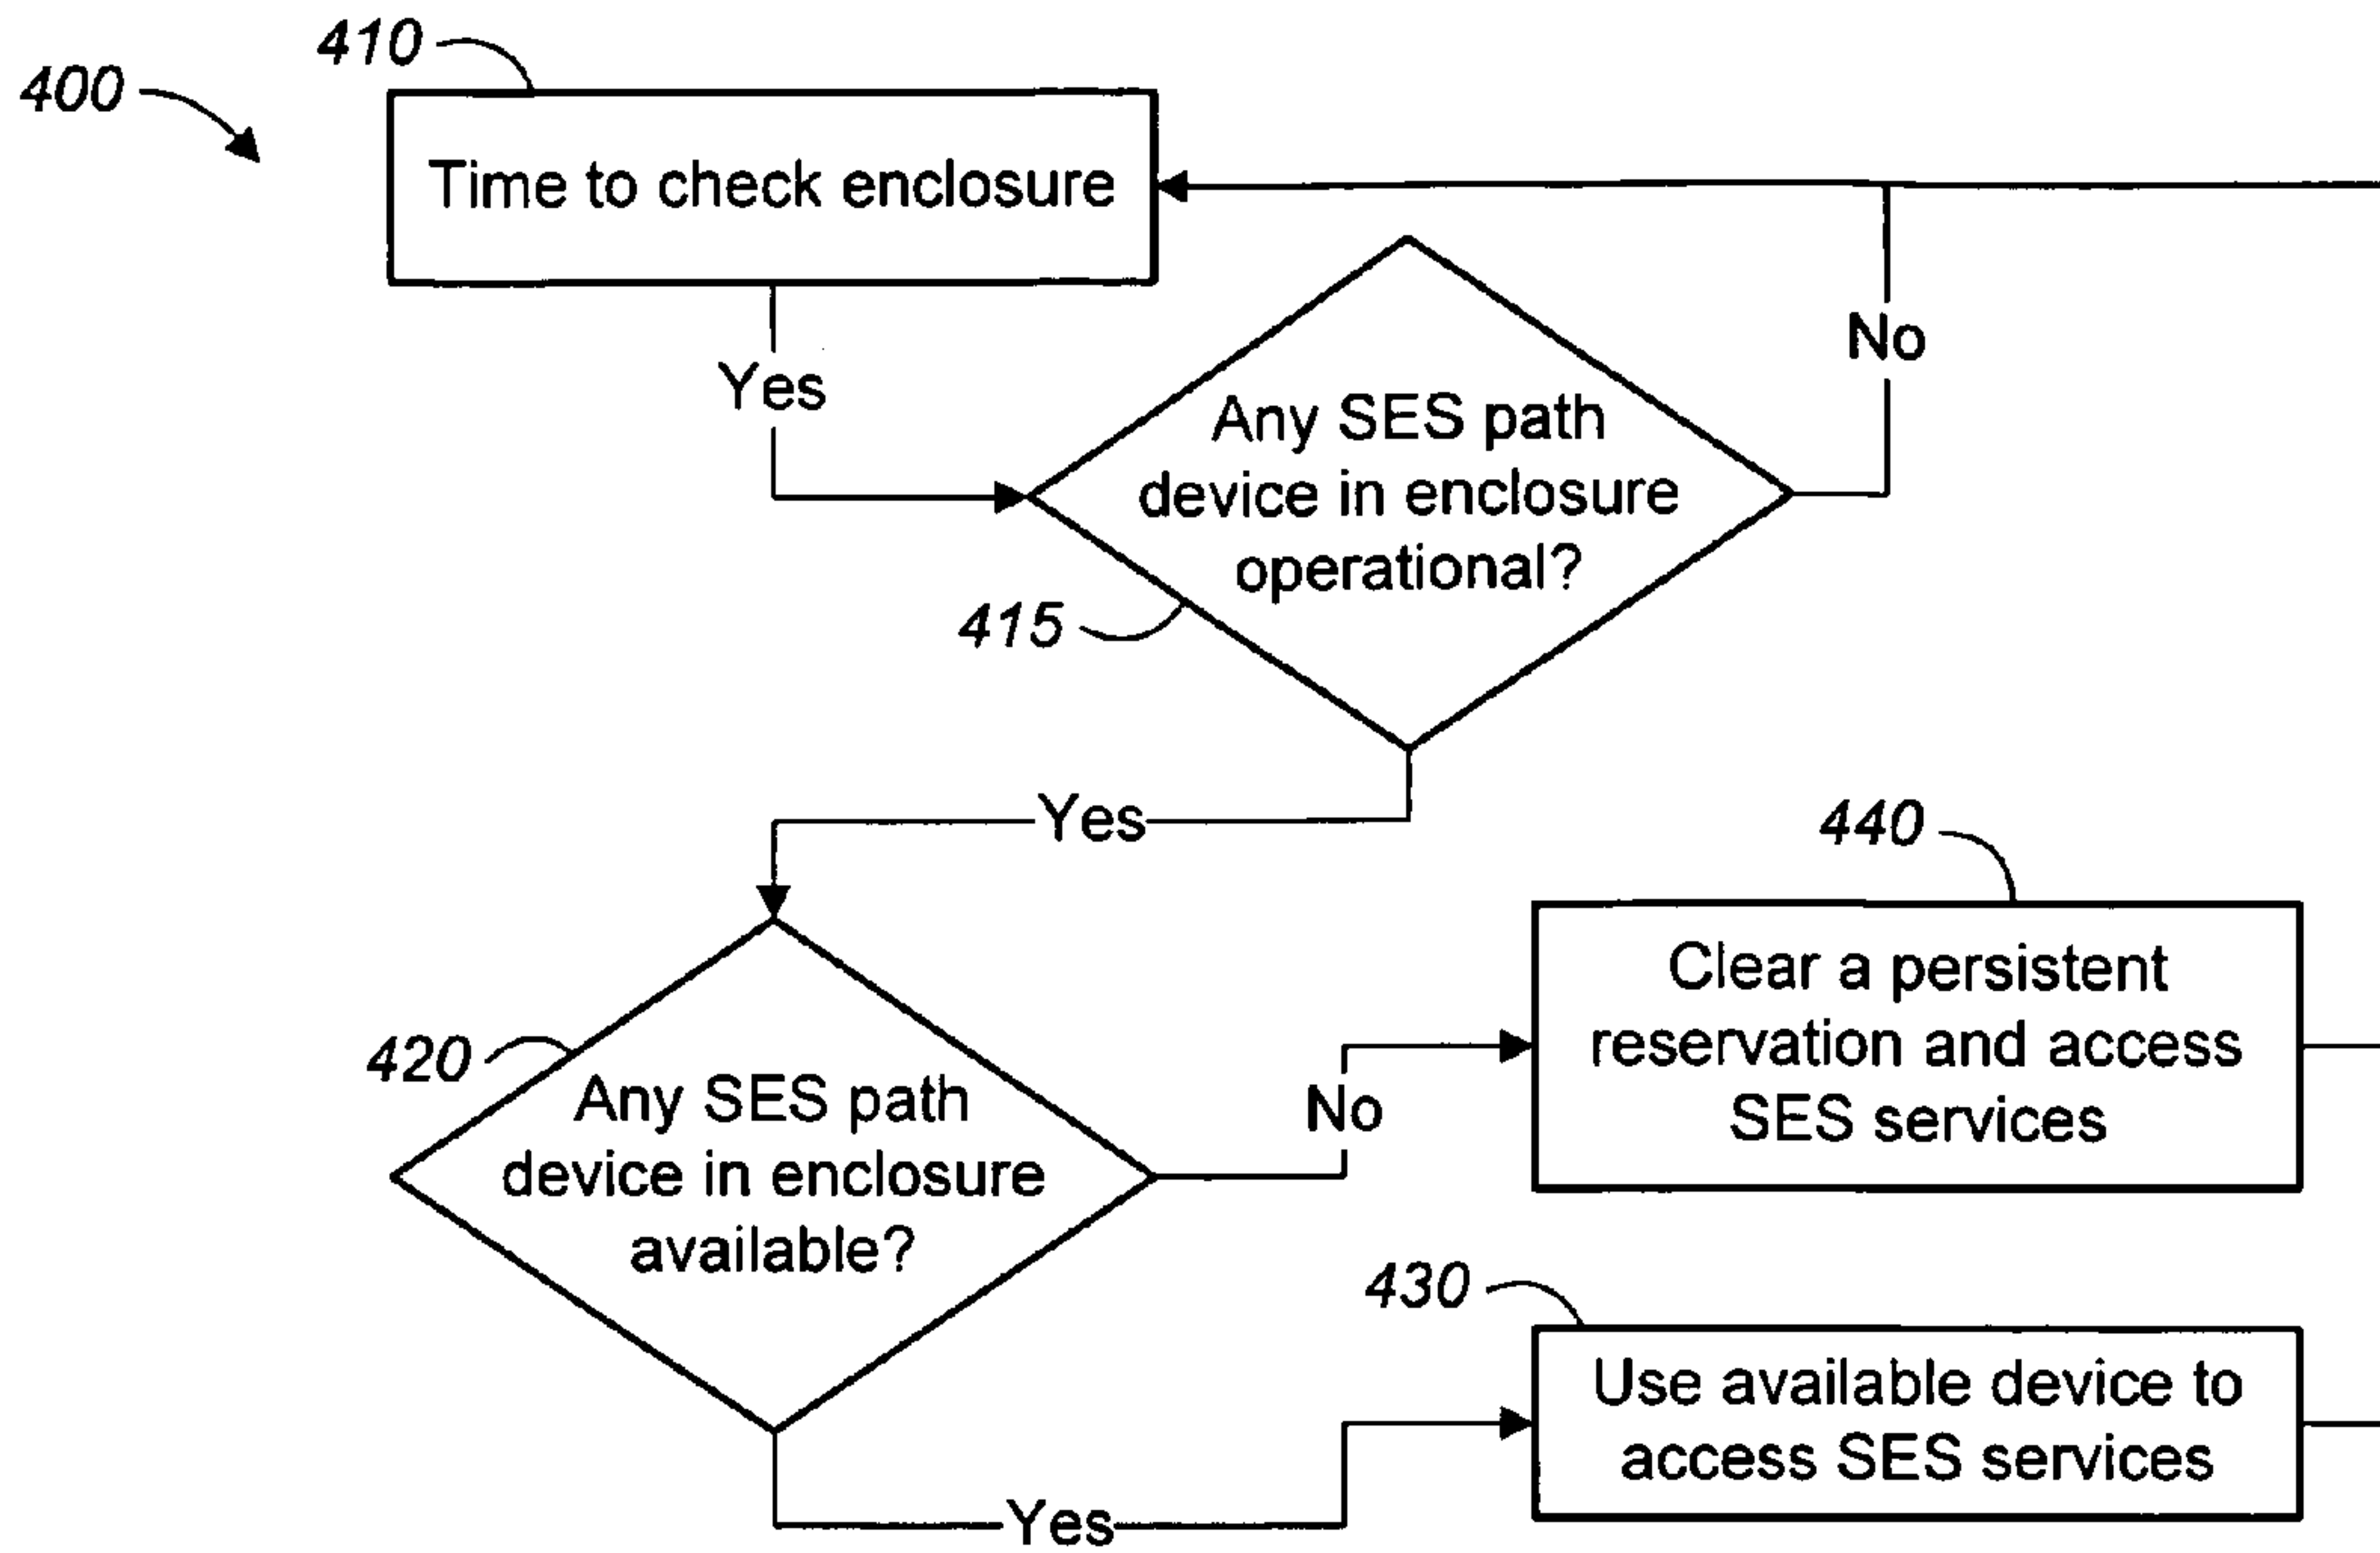 410
400
Time to check enclosure
Yes
No
Any SES path
device in enclosure
operational?
415
Yes
440
Clear a persistent
reservation and access
SES services
420
Any SES path
device in enclosure
available?
No
430
Use available device to
access SES services
Yes